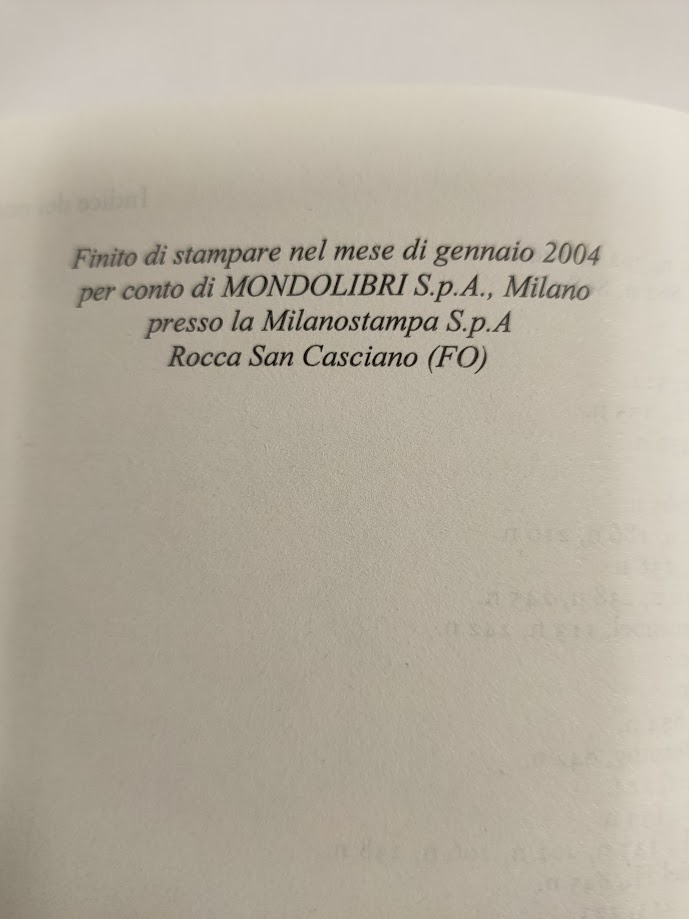 Finito di stampare nel mese di gennaio 2004
per conto di MONDOLIBRI S.p.A., Milano
presso la Milanostampa S.p.A
Rocca San Casciano (FO)